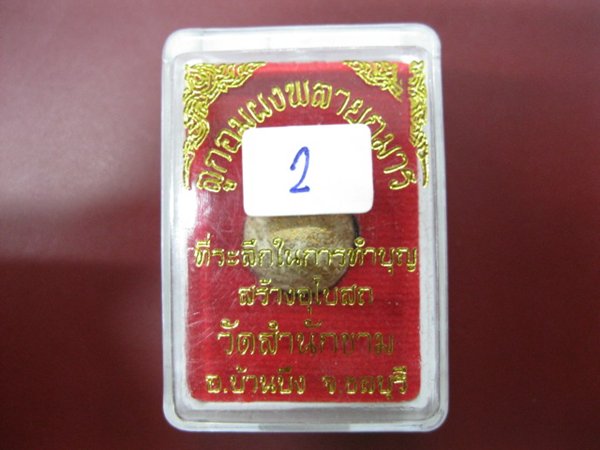 ลูกอมผงพลายกุมาร
2
ที่ระลึกในการทำบุญ
สร้างอุโบสถ
วัดสำนักขาม
อ.บ้านบึง จ.ชลบุรี